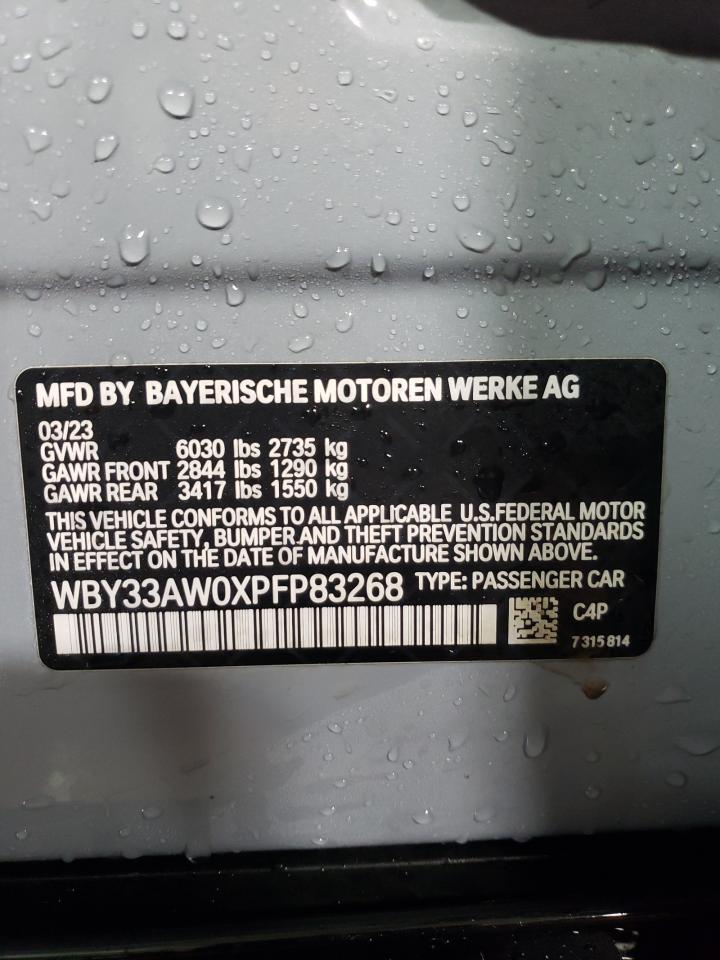 MFD BY BAYERISCHE MOTOREN WERKE AG
03/23
GVWR 6030 lbs 2735 kg
GAWR FRONT 2844 lbs 1290 kg
GAWR REAR 3417 lbs 1550 kg
THIS VEHICLE CONFORMS TO ALL APPLICABLE U.S.FEDERAL MOTOR
VEHICLE SAFETY, BUMPER,AND THEFT PREVENTION STANDARDS
IN EFFECT ON THE DATE OF MANUFACTURE SHOWN ABOVE.
WBY33AW0XPFP83268 TYPE: PASSENGER CAR
C4P
7315814